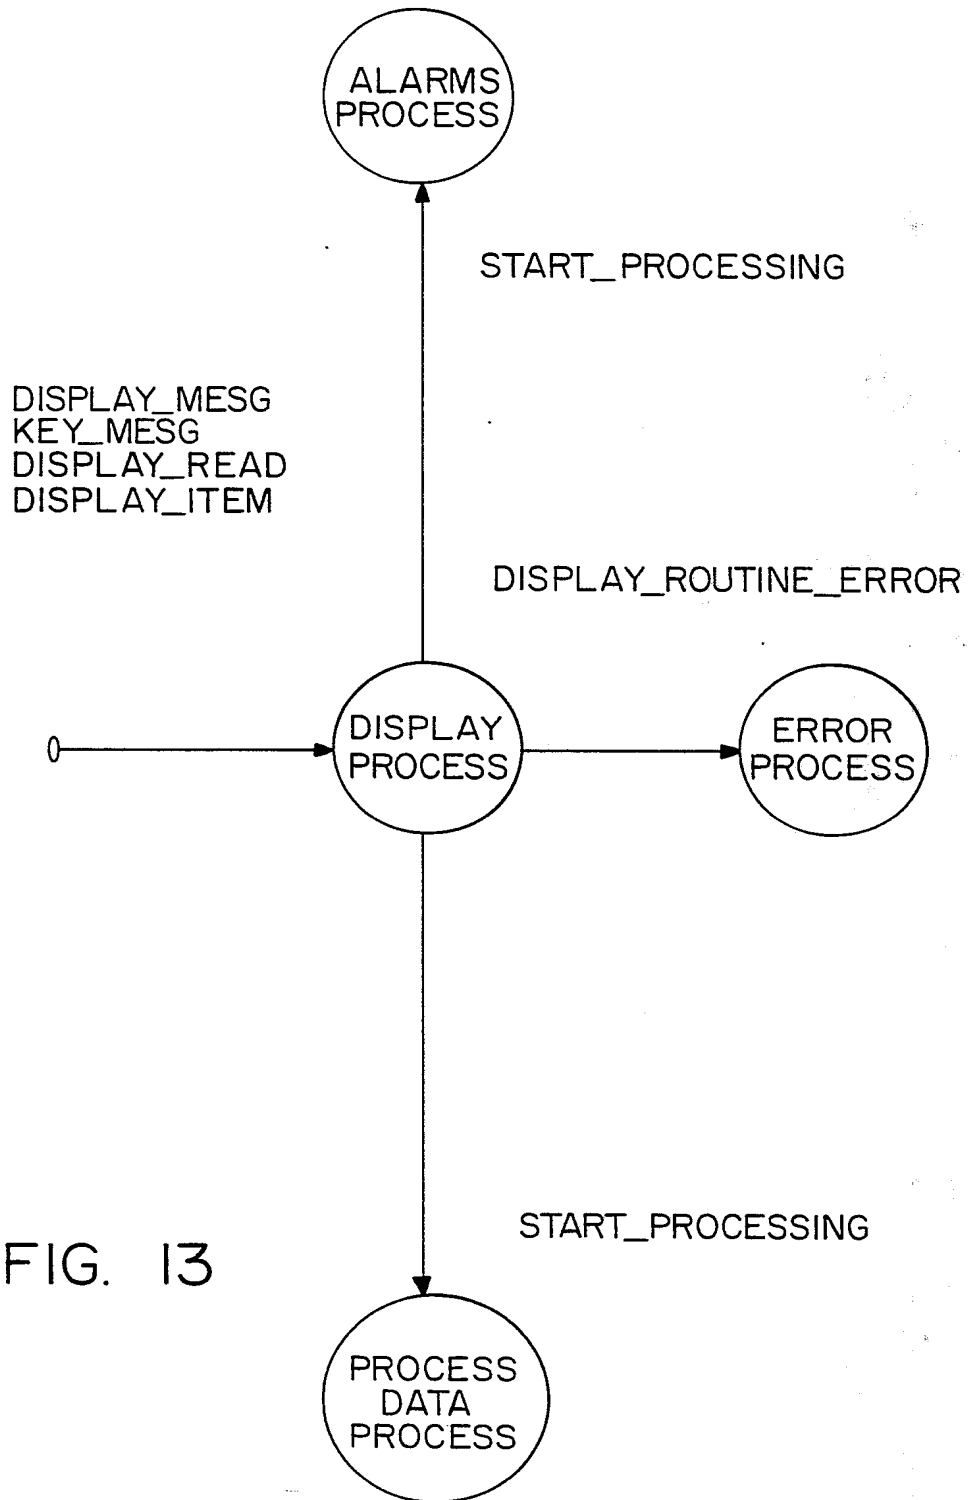 ALARMS
PROCESS
START_PROCESSING
DISPLAY_MESG
KEY_MESG
DISPLAY_READ
DISPLAY_ITEM
DISPLAY_ROUTINE_ERROR
DISPLAY
PROCESS
ERROR
PROCESS
START_PROCESSING
FIG. 13
PROCESS
DATA
PROCESS